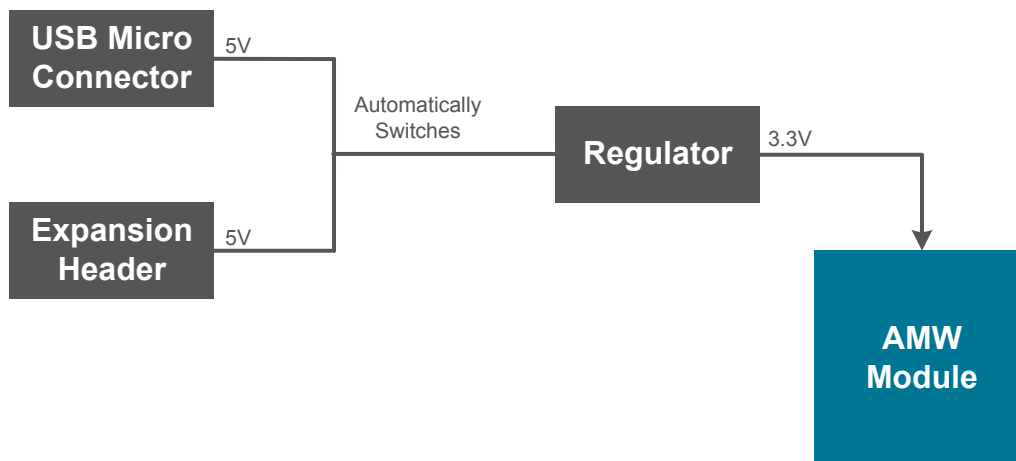 USB Micro
Connector
5V
Automatically
Switches
Regulator
3.3V
Expansion
Header
5V
AMW
Module